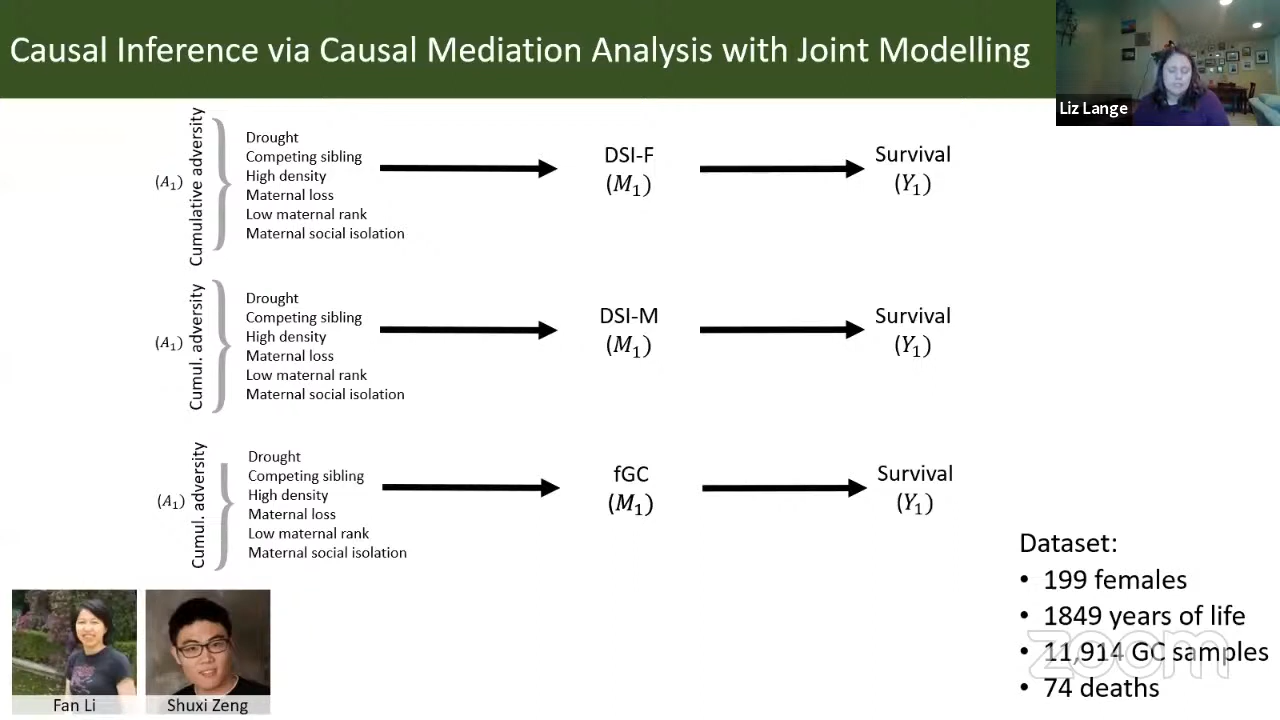 Causal Inference via Causal Mediation Analysis with Joint Modelling
Liz Lange
(A₁)
Cumulative adversity
Drought
Competing sibling
High density
Maternal loss
Low maternal rank
Maternal social isolation
DSI-F
(M₁)
Survival
(Y₁)
(A₁)
Cumul. adversity
Drought
Competing sibling
High density
Maternal loss
Low maternal rank
Maternal social isolation
DSI-M
(M₁)
Survival
(Y₁)
(A₁)
Cumul. adversity
Drought
Competing sibling
High density
Maternal loss
Low maternal rank
Maternal social isolation
fGC
(M₁)
Survival
(Y₁)
Dataset:
• 199 females
• 1849 years of life
• 11,914 GC samples
• 74 deaths
zoom
Fan Li
Shuxi Zeng